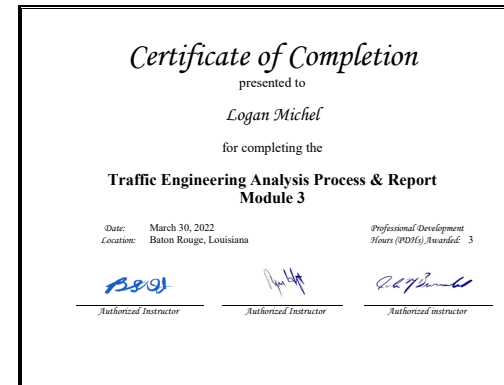 Certificate of Completion
presented to
Logan Michel
for completing the
Traffic Engineering Analysis Process & Report
Module 3
Date: March 30, 2022
Location: Baton Rouge, Louisiana
Professional Development
Hours (PDHs) Awarded: 3
Authorized Instructor
Authorized Instructor
Authorized instructor